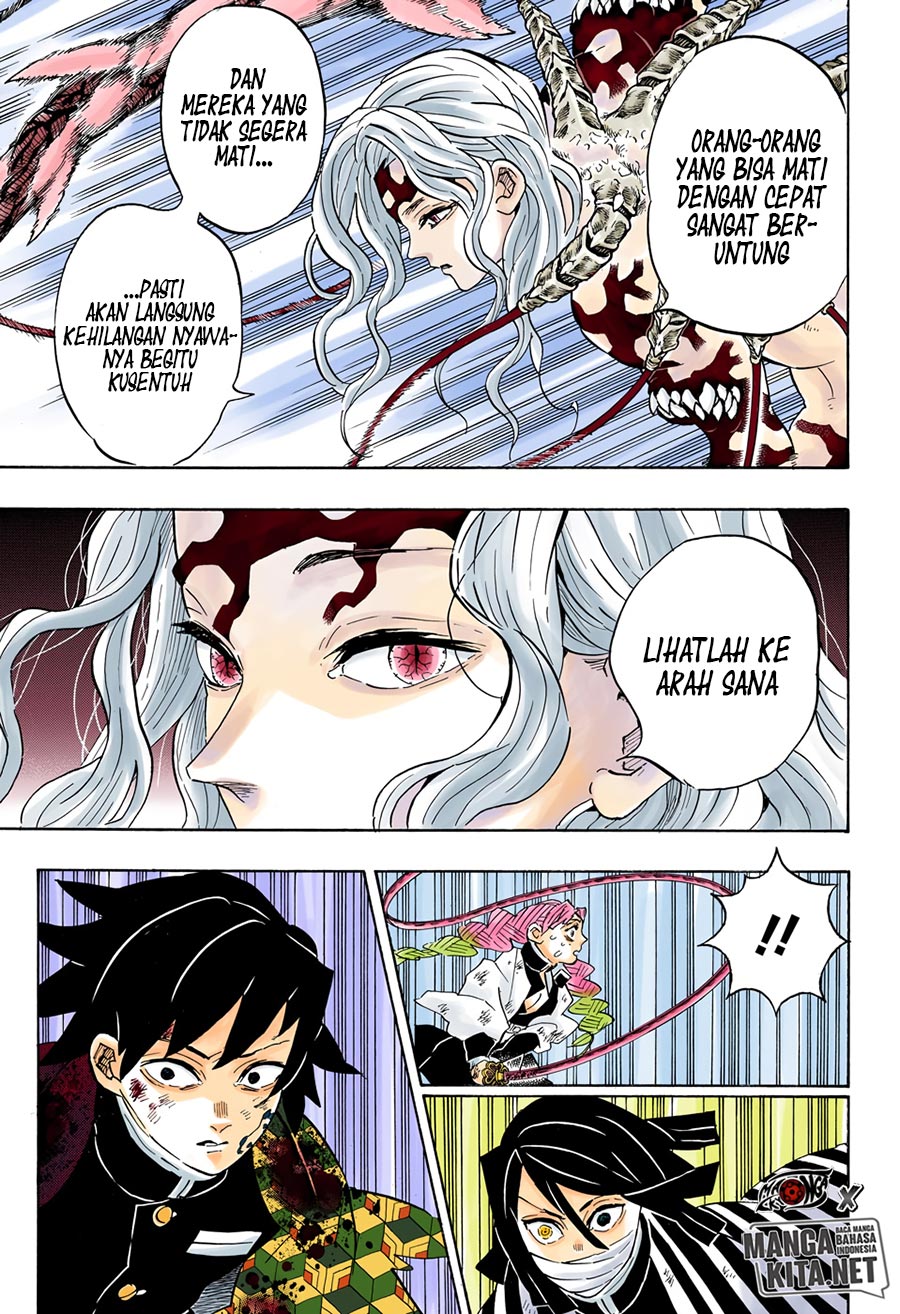 ORANG-ORANG
YANG BISA MATI
DENGAN CEPAT
SANGAT BER-
UNTUNG
DAN
MEREKA YANG
TIDAK SEGERA
MATI...
...PASTI
AKAN LANGSUNG
KEHILANGAN NYAWA-
NYA BEGITU
KUSENTUH
LIHATLAH KE
ARAH SANA
!!
X
MANGA
BACA MANGA
BAHASA
INDONESIA
KITA.NET